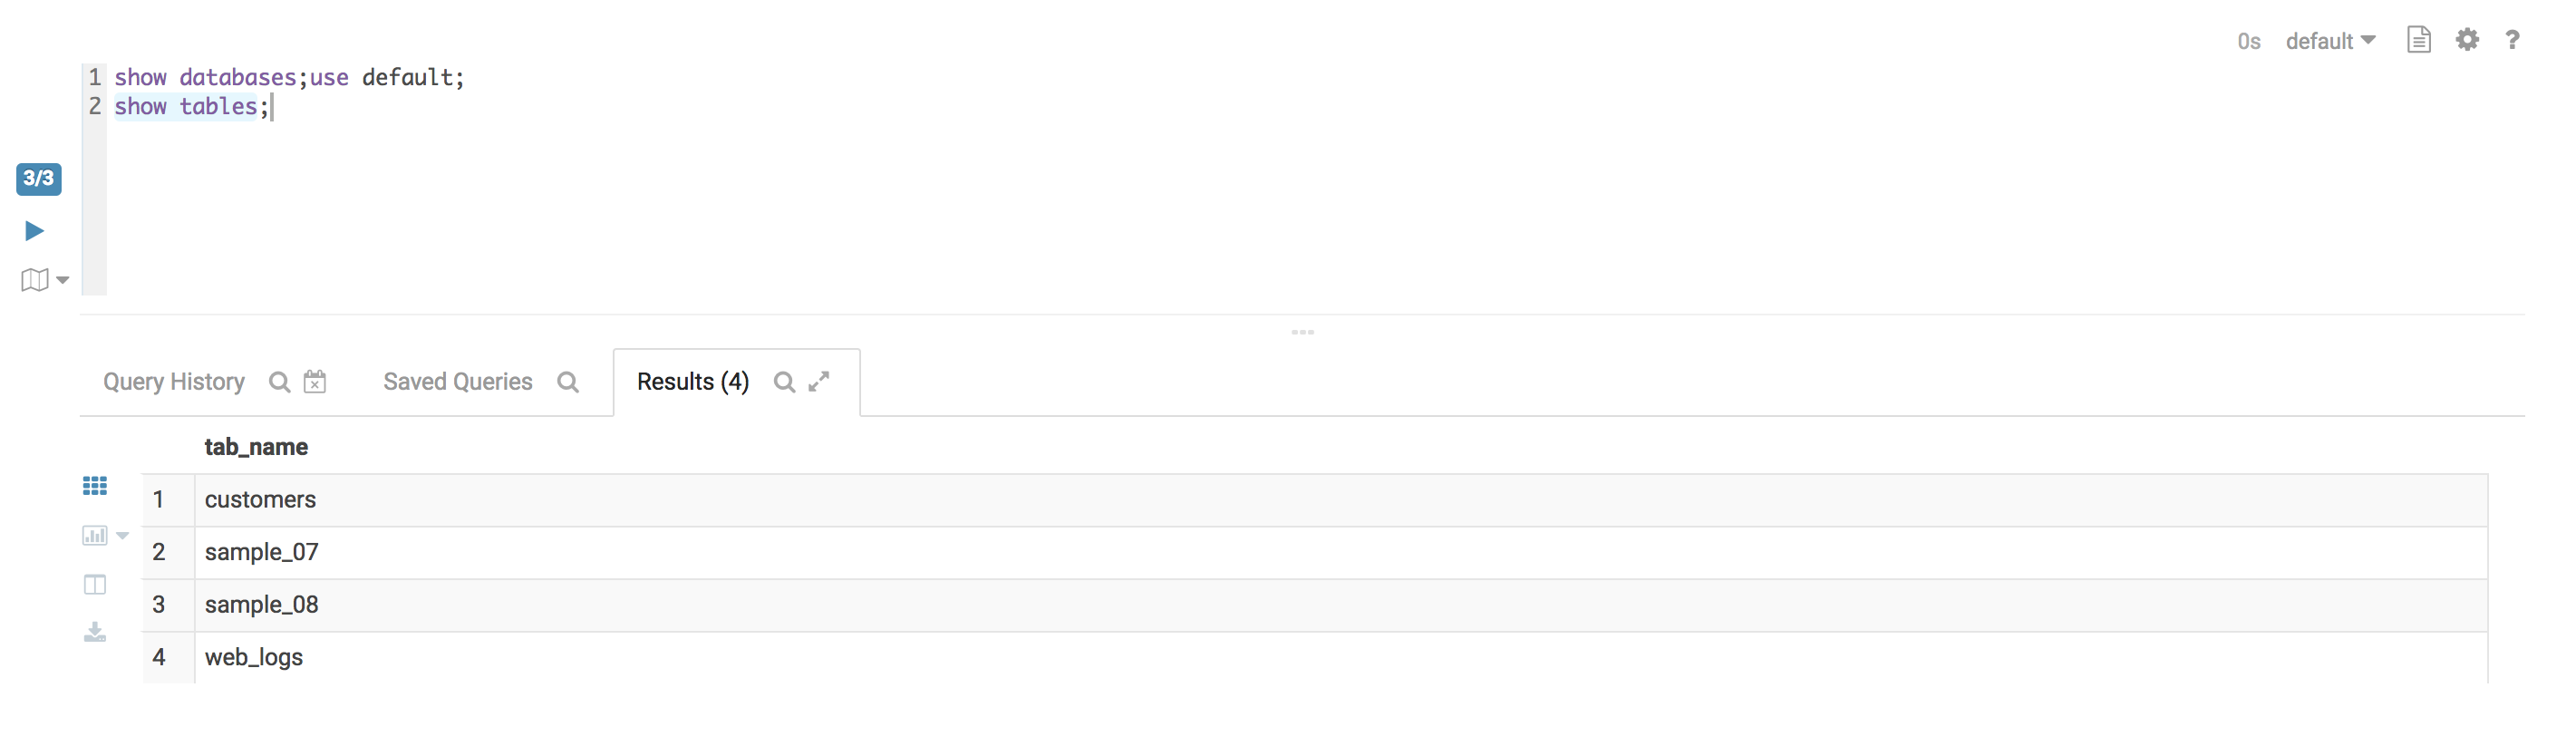 0s default ?
1 show databases;use default;
2 show tables;
3/3
Query History Saved Queries Results (4)
tab_name
1 customers
2 sample_07
3 sample_08
4 web_logs